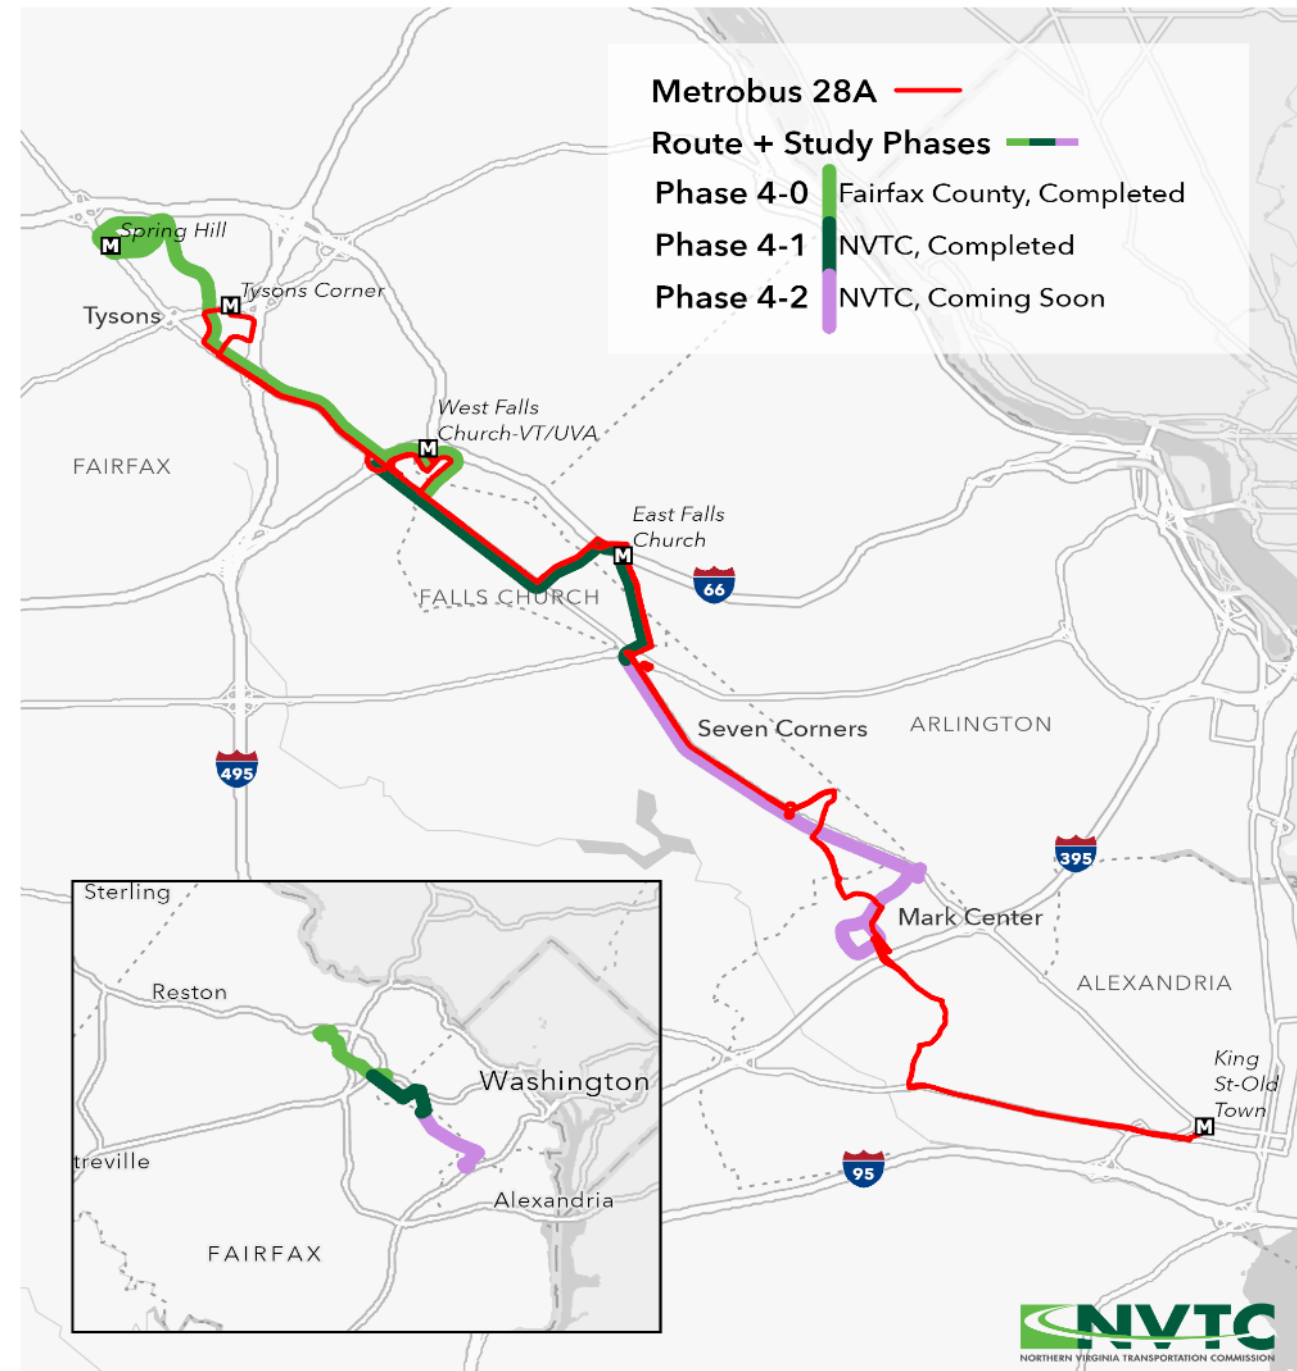 Metrobus 28A
Route + Study Phases
Phase 4-0 Fairfax County, Completed
Phase 4-1 NVTC, Completed
Phase 4-2 NVTC, Coming Soon
M
Spring Hill
M
Tysons Corner
Tysons
M
West Falls
Church-VT/UVA
FAIRFAX
M
East Falls
Church
66
FALLS CHURCH
Seven Corners
ARLINGTON
495
395
Mark Center
ALEXANDRIA
M
King
St-Old
Town
95
Sterling
Reston
Washington
treville
Alexandria
FAIRFAX
NVTC
NORTHERN VIRGINIA TRANSPORTATION COMMISSION